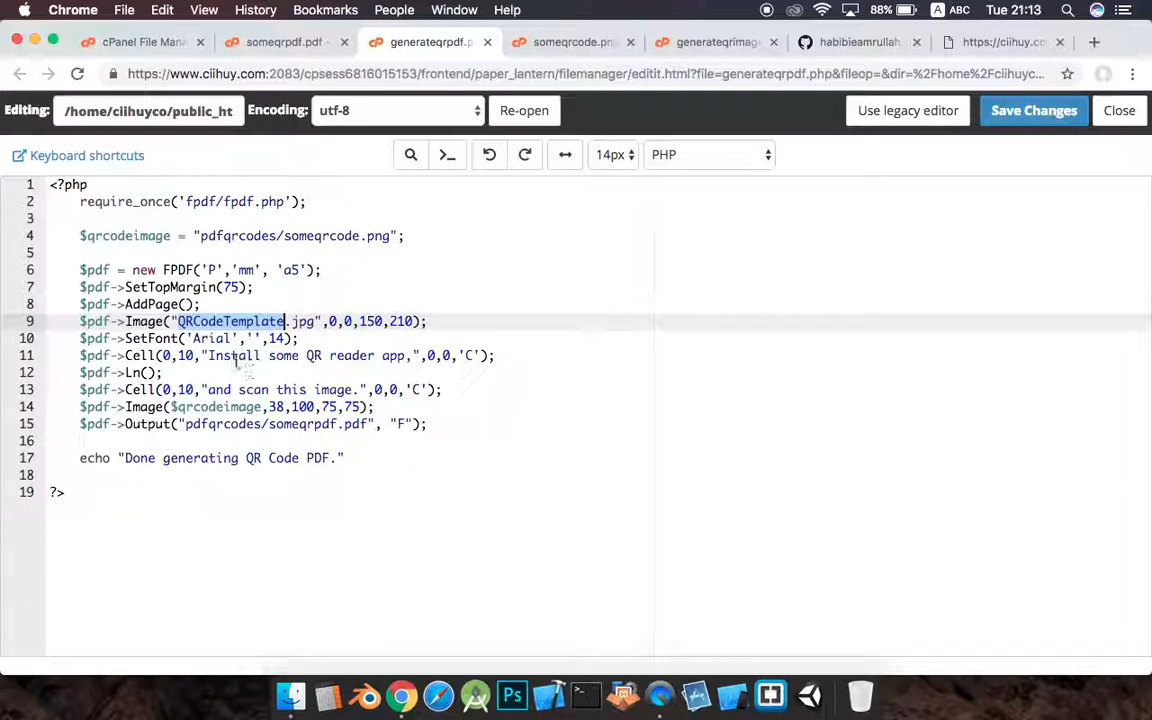 Chrome File Edit View History Bookmarks People Window Help 88% A ABC Tue 21:13
cPanel File Mana someqrpdf.pdf - generateqrpdf.p someqrcode.pn generateqrimage habibieamrullah https://ciihuy.co
https://www.ciihuy.com:2083/cpsess6816015153/frontend/paper_lantern/filemanager/editit.html?file=generateqrpdf.php&fileop=&dir=%2Fhome%2Fciihuyc...
Editing: /home/ciihuyco/public_ht Encoding: utf-8 Re-open Use legacy editor Save Changes Close
Keyboard shortcuts 14px PHP
1 <?php
2 require_once('fpdf/fpdf.php');
3
4 $qrcodeimage = "pdfqrcodes/someqrcode.png";
5
6 $pdf = new FPDF('P','mm', 'a5');
7 $pdf->SetTopMargin(75);
8 $pdf->AddPage();
9 $pdf->Image("QRCodeTemplate.jpg",0,0,150,210);
10 $pdf->SetFont('Arial','',14);
11 $pdf->Cell(0,10,"Install some QR reader app,",0,0,'C');
12 $pdf->Ln();
13 $pdf->Cell(0,10,"and scan this image.",0,0,'C');
14 $pdf->Image($qrcodeimage,38,100,75,75);
15 $pdf->Output("pdfqrcodes/someqrpdf.pdf", "F");
16
17 echo "Done generating QR Code PDF."
18
19 ?>
Ps